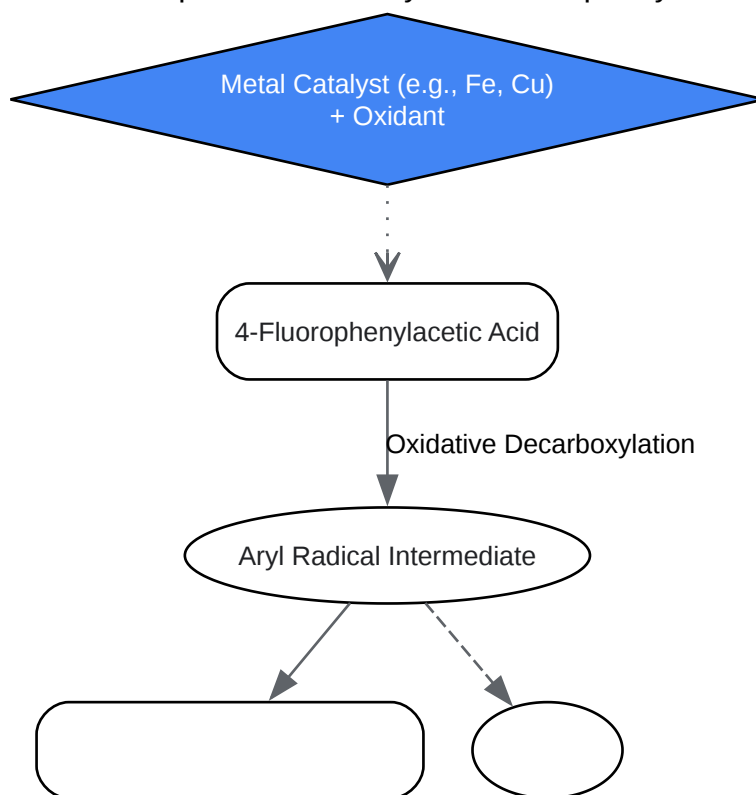 Metal Catalyst (e.g., Fe, Cu)
+ Oxidant
4-Fluorophenylacetic Acid
Oxidative Decarboxylation
Aryl Radical Intermediate